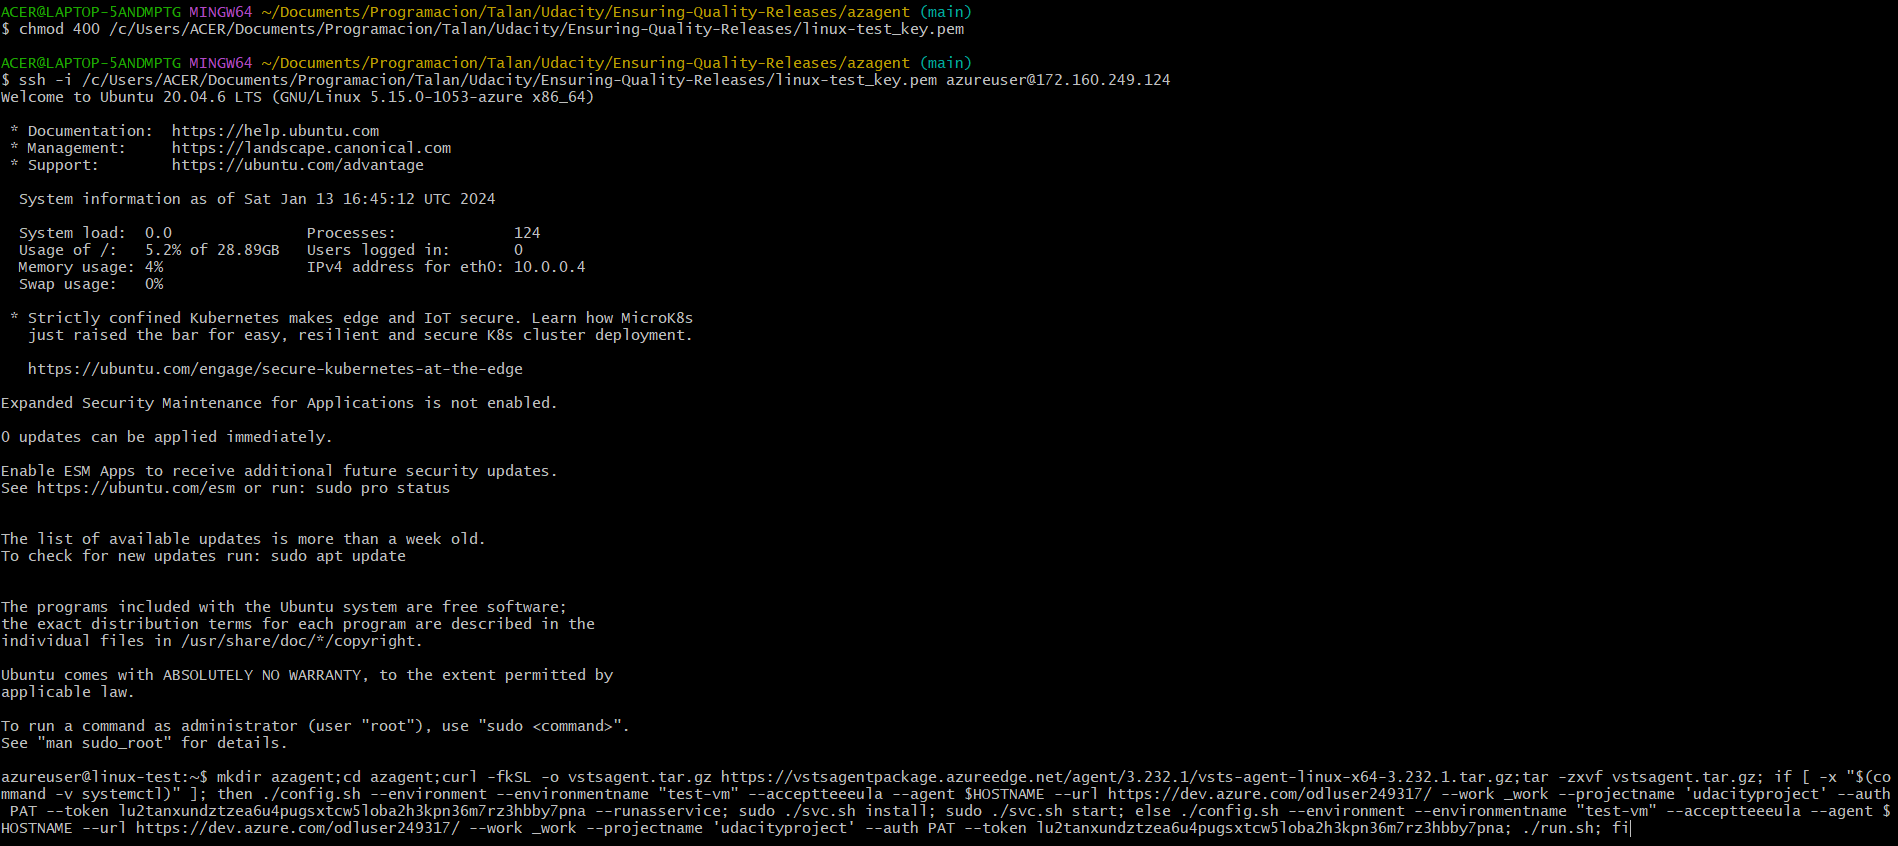 ACER@LAPTOP-5ANDMPTG MINGW64 ~/Documents/Programacion/Talan/Udacity/Ensuring-Quality-Releases/azagent (main)
$ chmod 400 /c/Users/ACER/Documents/Programacion/Talan/Udacity/Ensuring-Quality-Releases/linux-test_key.pem
ACER@LAPTOP-5ANDMPTG MINGW64 ~/Documents/Programacion/Talan/Udacity/Ensuring-Quality-Releases/azagent (main)
$ ssh -i /c/Users/ACER/Documents/Programacion/Talan/Udacity/Ensuring-Quality-Releases/linux-test_key.pem azureuser@172.160.249.124
Welcome to Ubuntu 20.04.6 LTS (GNU/Linux 5.15.0-1053-azure x86_64)
* Documentation:  https://help.ubuntu.com
* Management:     https://landscape.canonical.com
* Support:        https://ubuntu.com/advantage
System information as of Sat Jan 13 16:45:12 UTC 2024
System load:  0.0               Processes:             124
Usage of /:   5.2% of 28.89GB   Users logged in:       0
Memory usage: 4%                IPv4 address for eth0: 10.0.0.4
Swap usage:   0%
* Strictly confined Kubernetes makes edge and IoT secure. Learn how MicroK8s
just raised the bar for easy, resilient and secure K8s cluster deployment.
https://ubuntu.com/engage/secure-kubernetes-at-the-edge
Expanded Security Maintenance for Applications is not enabled.
0 updates can be applied immediately.
Enable ESM Apps to receive additional future security updates.
See https://ubuntu.com/esm or run: sudo pro status
The list of available updates is more than a week old.
To check for new updates run: sudo apt update
The programs included with the Ubuntu system are free software;
the exact distribution terms for each program are described in the
individual files in /usr/share/doc/*/copyright.
Ubuntu comes with ABSOLUTELY NO WARRANTY, to the extent permitted by
applicable law.
To run a command as administrator (user "root"), use "sudo <command>".
See "man sudo_root" for details.
azureuser@linux-test:~$ mkdir azagent;cd azagent;curl -fkSL -o vstsagent.tar.gz https://vstsagentpackage.azureedge.net/agent/3.232.1/vsts-agent-linux-x64-3.232.1.tar.gz;tar -zxvf vstsagent.tar.gz; if [ -x "$(co
mmand -v systemctl)" ]; then ./config.sh --environment --environmentname "test-vm" --acceptteeeula --agent $HOSTNAME --url https://dev.azure.com/odluser249317/ --work _work --projectname 'udacityproject' --auth
PAT --token lu2tanxundztzea6u4pugsxtcw5loba2h3kpn36m7rz3hbby7pna --runasservice; sudo ./svc.sh install; sudo ./svc.sh start; else ./config.sh --environment --environmentname "test-vm" --acceptteeeula --agent $
HOSTNAME --url https://dev.azure.com/odluser249317/ --work _work --projectname 'udacityproject' --auth PAT --token lu2tanxundztzea6u4pugsxtcw5loba2h3kpn36m7rz3hbby7pna; ./run.sh; fi